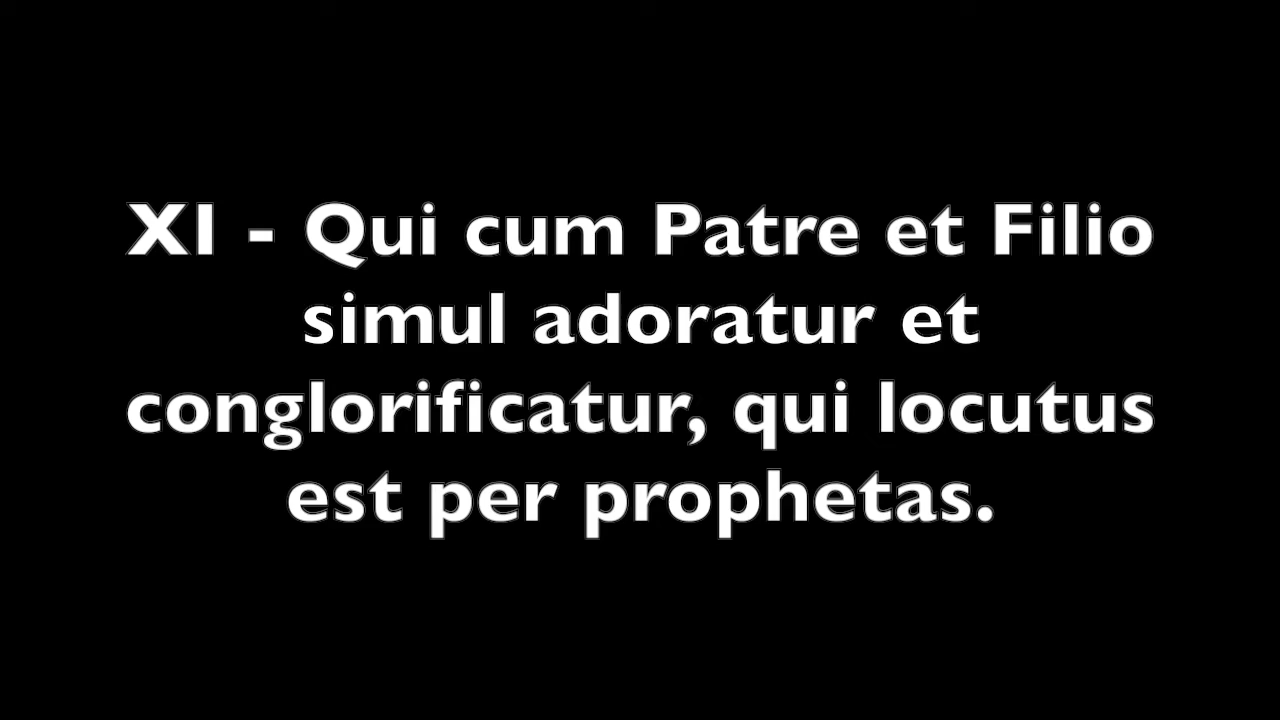 XI - Qui cum Patre et Filio
simul adoratur et
conglorificatur, qui locutus
est per prophetas.